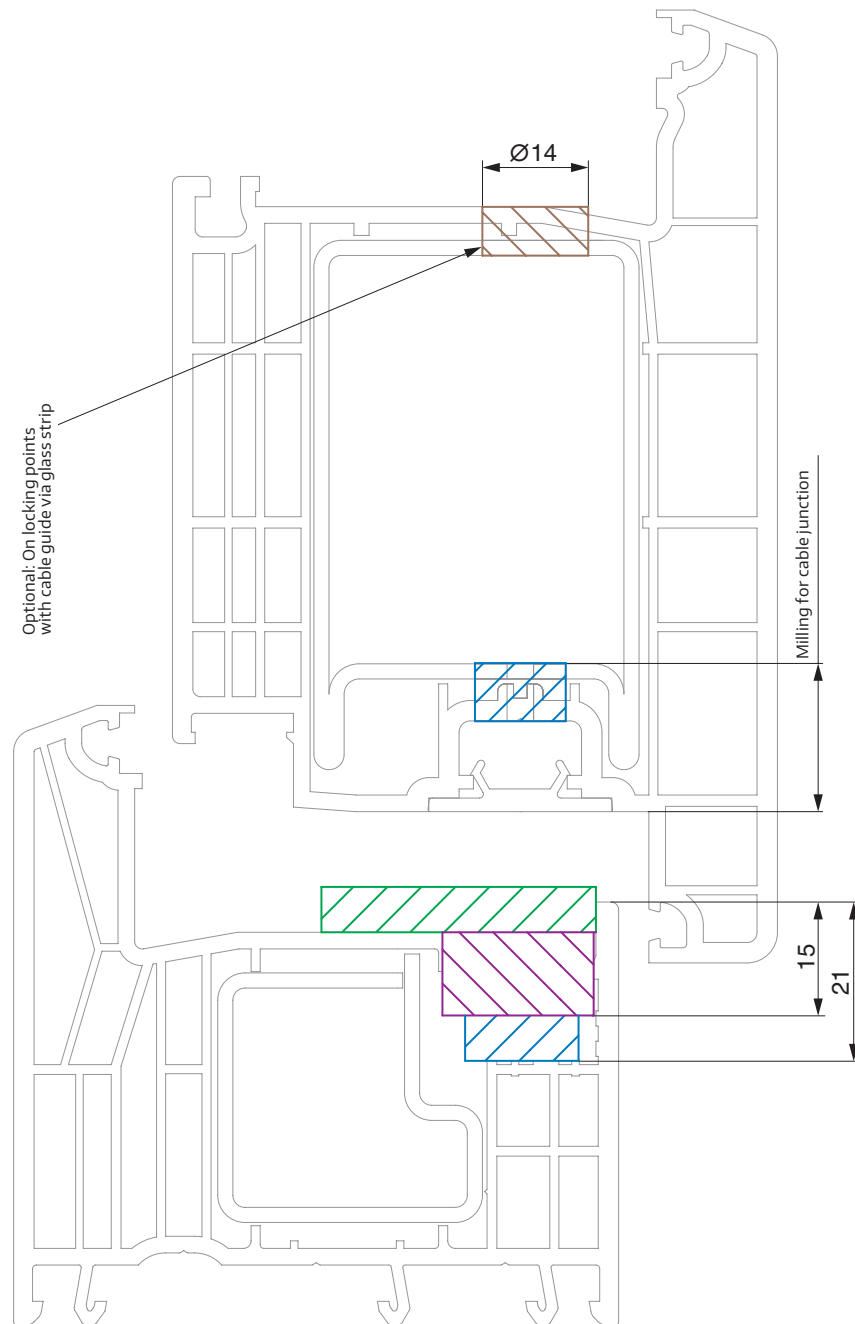 Ø14
Optional: On locking points
with cable guide via glass strip
Milling for cable junction
15
21